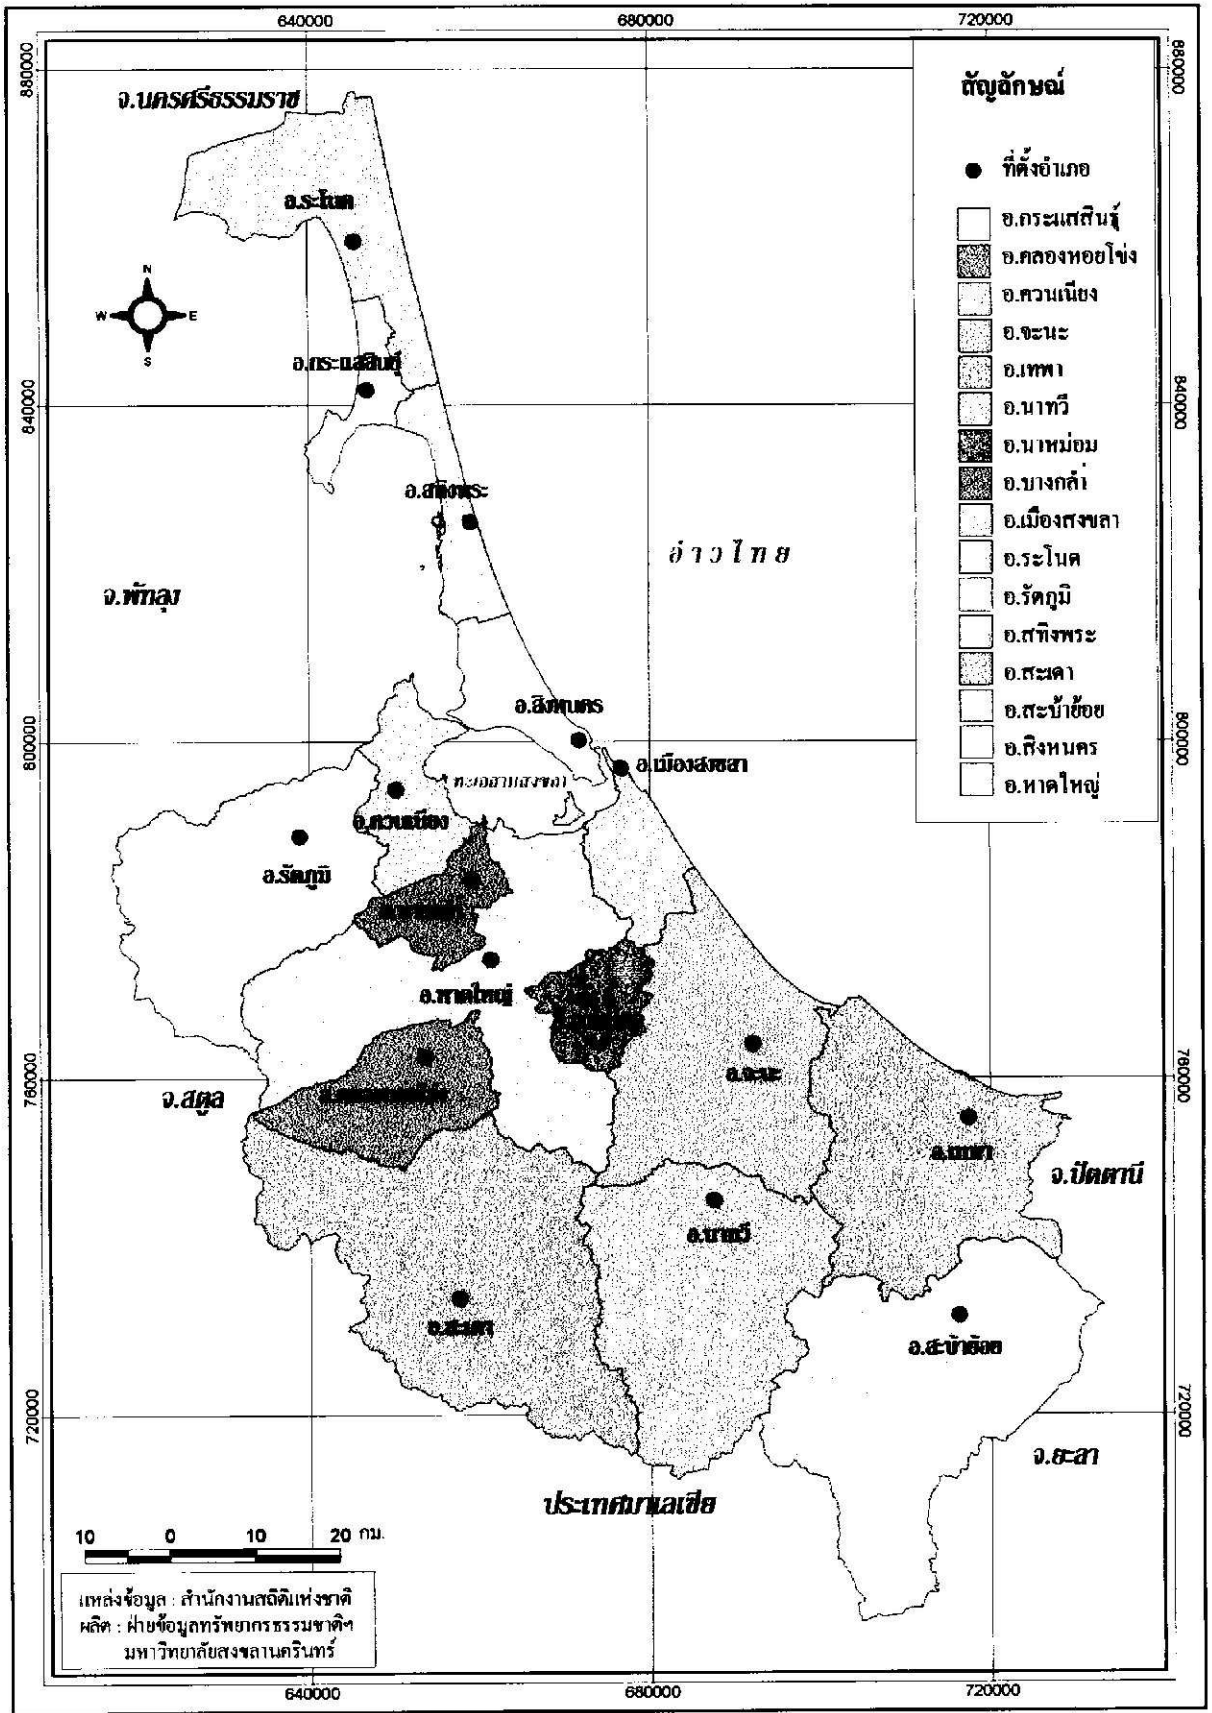 640000
680000
720000
880000
880000
จ.นครศรีธรรมราช
สัญลักษณ์
ที่ตั้งอำเภอ
อ.กระแสสินธุ์
อ.คลองหอยโข่ง
อ.ควนเนียง
อ.จะนะ
อ.เทพา
อ.นาทวี
อ.นาหม่อม
อ.บางกล่ำ
อ.เมืองสงขลา
อ.ระโนด
อ.รัตภูมิ
อ.สทิงพระ
อ.สะเดา
อ.สะบ้าย้อย
อ.สิงหนคร
อ.หาดใหญ่
อ.ระโนด
N
W
E
S
อ.กระแสสินธุ์
840000
840000
อ.สทิงพระ
อ่าวไทย
จ.พัทลุง
อ.สิงหนคร
800000
800000
อ.เมืองสงขลา
ทะเลสาบสงขลา
อ.ควนเนียง
อ.รัตภูมิ
อ.หาดใหญ่
อ.จะนะ
760000
760000
จ.สตูล
อ.เทพา
จ.ปัตตานี
อ.นาทวี
อ.สะเดา
อ.สะบ้าย้อย
720000
720000
จ.ยะลา
ประเทศมาเลเซีย
10 0 10 20 กม.
แหล่งข้อมูล : สำนักงานสถิติแห่งชาติ
ผลิต : ฝ่ายข้อมูลทรัพยากรธรรมชาติฯ
มหาวิทยาลัยสงขลานครินทร์
640000
680000
720000